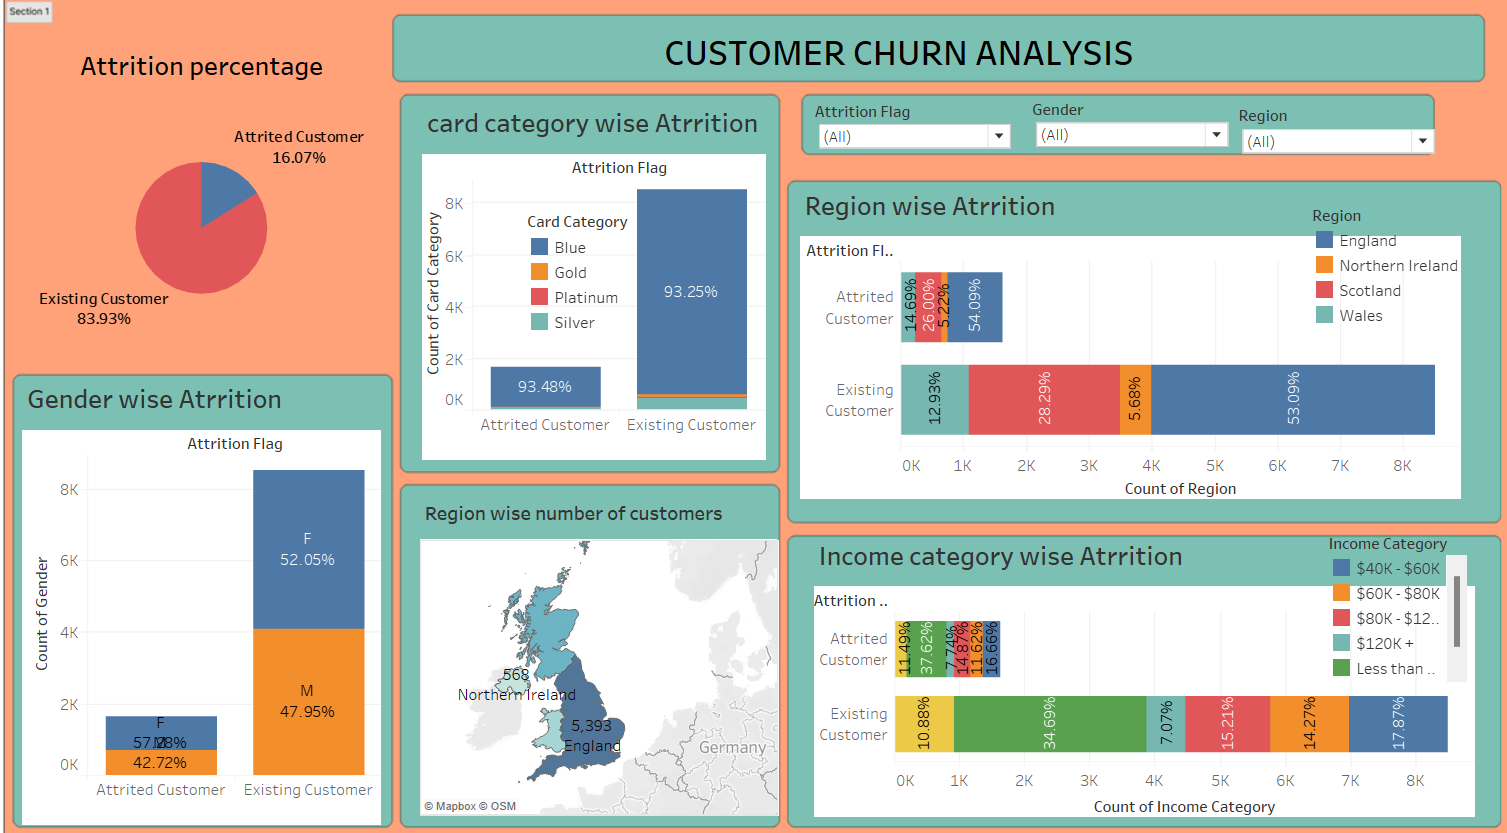 Section 1
CUSTOMER CHURN ANALYSIS
Attrition percentage
Attrited Customer
16.07%
Existing Customer
83.93%
card category wise Atrrition
Attrition Flag
Count of Card Category
8K
6K
4K
2K
0K
Card Category
Blue
Gold
Platinum
Silver
93.48%
93.25%
Attrited Customer
Existing Customer
Attrition Flag
(All)
Gender
(All)
Region
(All)
Region wise Atrrition
Region
England
Northern Ireland
Scotland
Wales
Attrition Fl..
Attrited
Customer
14.69%
26.00%
5.22%
54.09%
Existing
Customer
12.93%
28.29%
5.68%
53.09%
0K
1K
2K
3K
4K
5K
6K
7K
8K
Count of Region
Gender wise Atrrition
Attrition Flag
Count of Gender
8K
6K
4K
2K
0K
F
57.28%
M
42.72%
F
52.05%
M
47.95%
Attrited Customer
Existing Customer
Region wise number of customers
568
Northern Ireland
5,393
England
Germany
© Mapbox © OSM
Income category wise Atrrition
Income Category
$40K - $60K
$60K - $80K
$80K - $12..
$120K +
Less than ..
Attrition ..
Attrited
Customer
11.49%
37.62%
7.74%
14.87%
11.62%
16.66%
Existing
Customer
10.88%
34.69%
7.07%
15.21%
14.27%
17.87%
0K
1K
2K
3K
4K
5K
6K
7K
8K
Count of Income Category